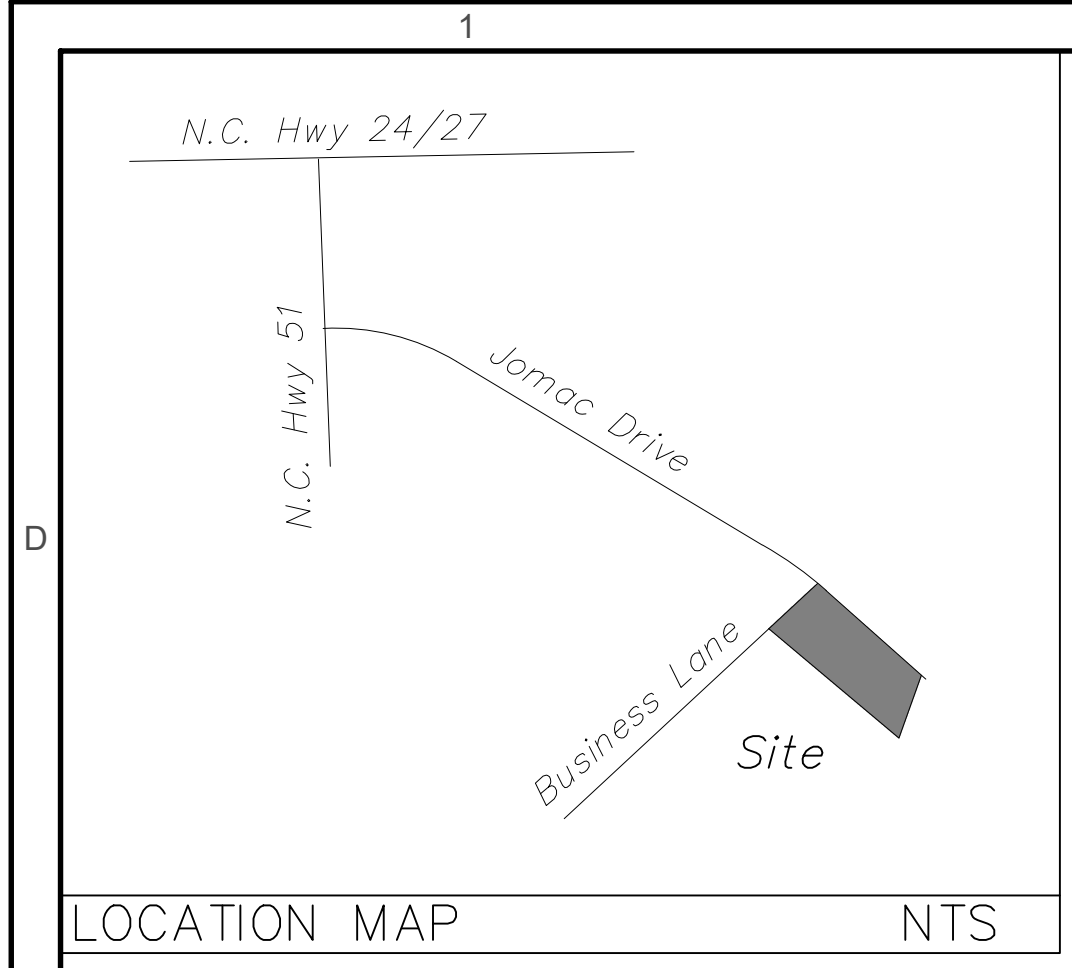 1
N.C. Hwy 24/27
N.C. Hwy 51
Jomac Drive
D
Business Lane
Site
LOCATION MAP
NTS